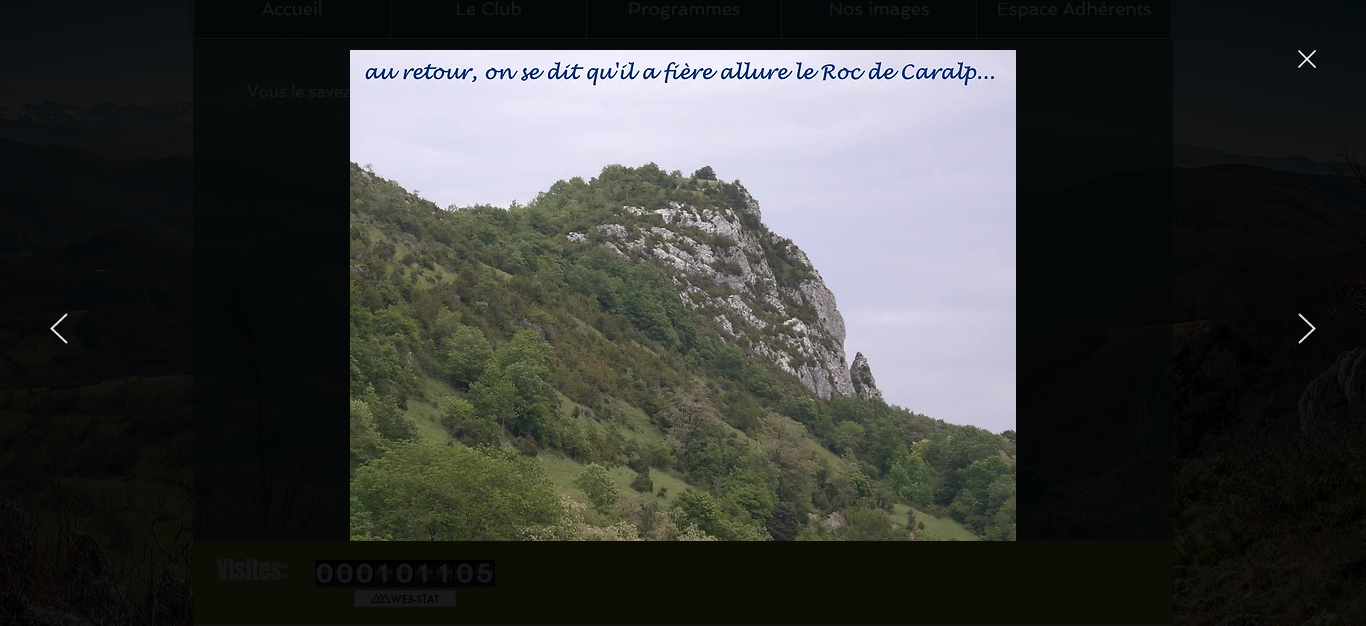 Accueil
Le Club
Programmes
Nos images
Espace Adhérents
au retour, on se dit qu'il a fière allure le Roc de Caralp...
Vous le savez
Visites:
000101105
WEB-STAT